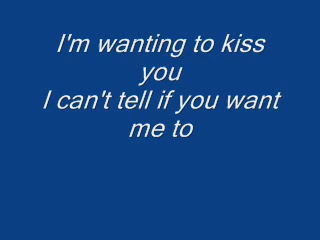 I'm wanting to kiss
you
I can't tell if you want
me to